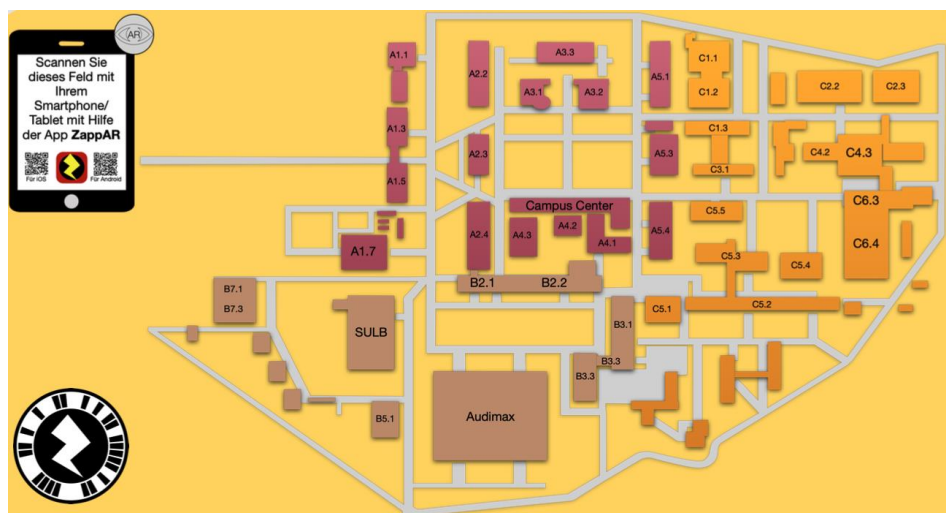 [AR]
Scannen Sie
dieses Feld mit
Ihrem
Smartphone/
Tablet mit Hilfe
der App ZappAR
Für iOS
Für Android
A1.1
A1.3
A1.5
A1.7
A2.2
A2.3
A2.4
A3.3
A3.1
A3.2
A5.1
A5.3
A5.4
Campus Center
A4.3
A4.2
A4.1
B2.1
B2.2
B7.1
B7.3
SULB
B5.1
Audimax
B3.1
B3.3
B3.3
C1.1
C1.2
C1.3
C3.1
C2.2
C2.3
C4.2
C4.3
C6.3
C6.4
C5.5
C5.3
C5.4
C5.1
C5.2